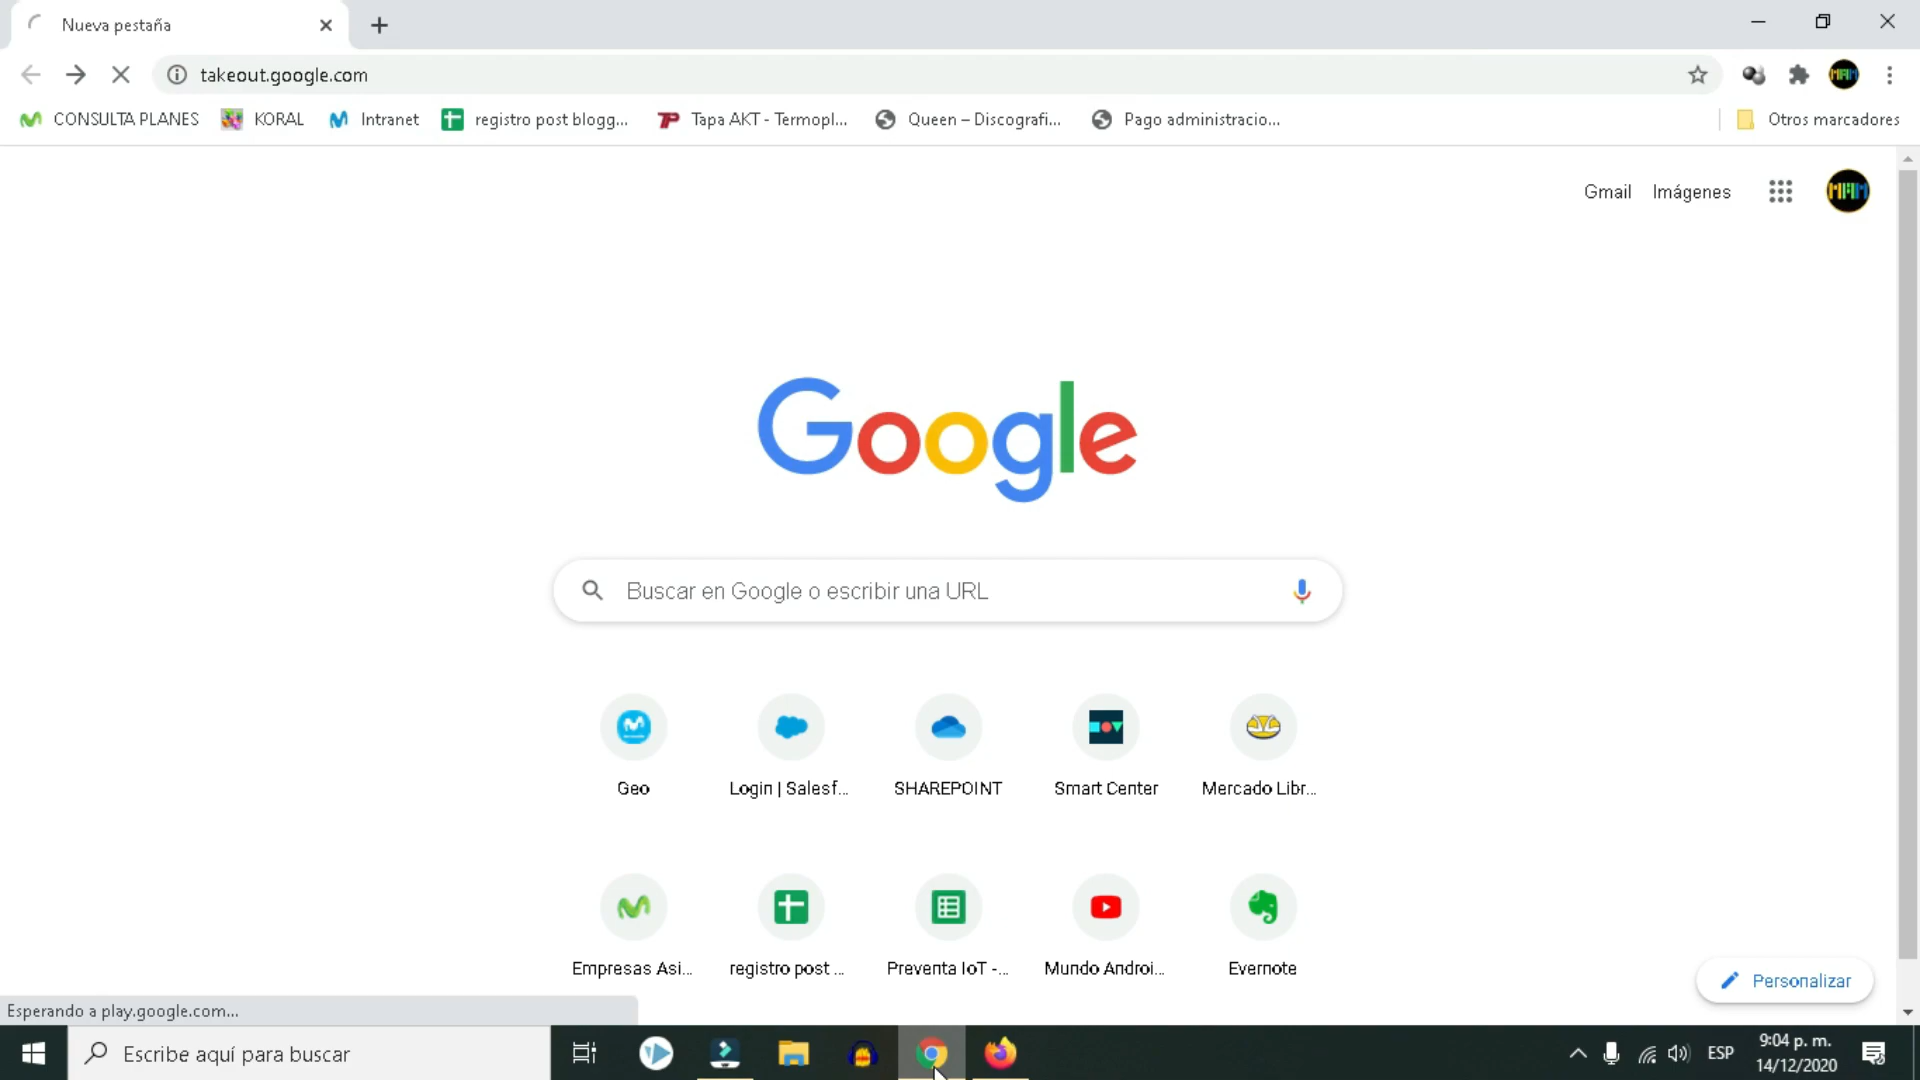 Nueva pestaña
takeout.google.com
CONSULTA PLANES KORAL Intranet registro post blogg... Tapa AKT - Termopl... Queen – Discografi... Pago administracio... Otros marcadores
Gmail Imágenes
Google
Buscar en Google o escribir una URL
Geo Login | Salesf... SHAREPOINT Smart Center Mercado Libr...
Empresas Asi... registro post ... Preventa IoT -... Mundo Androi... Evernote
Personalizar
Esperando a play.google.com...
Escribe aquí para buscar
ESP
9:04 p. m.
14/12/2020